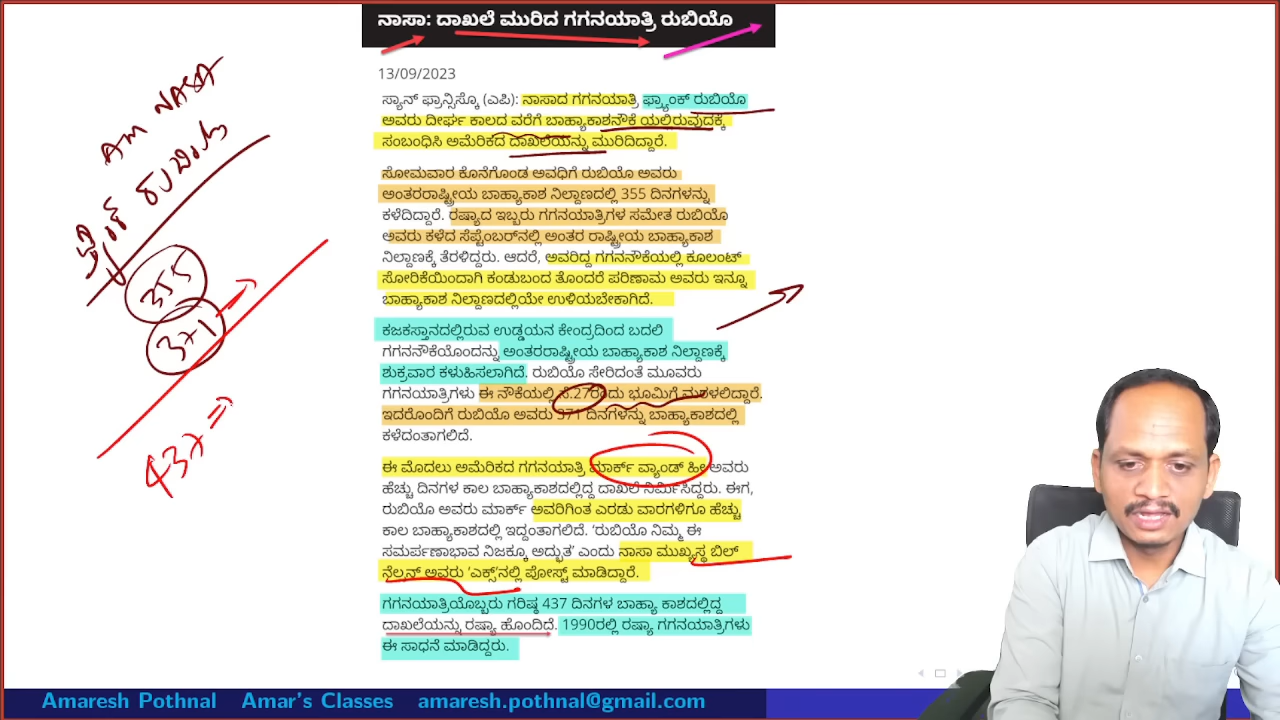 ನಾಸಾ: ದಾಖಲೆ ಮುರಿದ ಗಗನಯಾತ್ರಿ ರುಬಿಯೊ
13/09/2023
ಸ್ಯಾನ್ ಫ್ರಾನ್ಸಿಸ್ಕೊ (ಎಪಿ): ನಾಸಾದ ಗಗನಯಾತ್ರಿ ಫ್ರ್ಯಾಂಕ್ ರುಬಿಯೊ
ಅವರು ದೀರ್ಘ ಕಾಲದ ವರೆಗೆ ಬಾಹ್ಯಾಕಾಶನೌಕೆ ಯಲ್ಲಿರುವುದಕ್ಕೆ
ಸಂಬಂಧಿಸಿ ಅಮೆರಿಕದ ದಾಖಲೆಯನ್ನು ಮುರಿದಿದ್ದಾರೆ.
ಸೋಮವಾರ ಕೊನೆಗೊಂಡ ಅವಧಿಗೆ ರುಬಿಯೊ ಅವರು
ಅಂತರರಾಷ್ಟ್ರೀಯ ಬಾಹ್ಯಾಕಾಶ ನಿಲ್ದಾಣದಲ್ಲಿ 355 ದಿನಗಳನ್ನು
ಕಳೆದಿದ್ದಾರೆ. ರಷ್ಯಾದ ಇಬ್ಬರು ಗಗನಯಾತ್ರಿಗಳ ಸಮೇತ ರುಬಿಯೊ
ಅವರು ಕಳೆದ ಸೆಪ್ಟೆಂಬರ್‌ನಲ್ಲಿ ಅಂತರ ರಾಷ್ಟ್ರೀಯ ಬಾಹ್ಯಾಕಾಶ
ನಿಲ್ದಾಣಕ್ಕೆ ತೆರಳಿದ್ದರು. ಆದರೆ, ಅವರಿದ್ದ ಗಗನನೌಕೆಯಲ್ಲಿ ಕೂಲಂಟ್
ಸೋರಿಕೆಯಿಂದಾಗಿ ಕಂಡುಬಂದ ತೊಂದರೆ ಪರಿಣಾಮ ಅವರು ಇನ್ನೂ
ಬಾಹ್ಯಾಕಾಶ ನಿಲ್ದಾಣದಲ್ಲಿಯೇ ಉಳಿಯಬೇಕಾಗಿದೆ.
ಕಜಕಸ್ತಾನದಲ್ಲಿರುವ ಉಡ್ಡಯನ ಕೇಂದ್ರದಿಂದ ಬದಲಿ
ಗಗನನೌಕೆಯೊಂದನ್ನು ಅಂತರರಾಷ್ಟ್ರೀಯ ಬಾಹ್ಯಾಕಾಶ ನಿಲ್ದಾಣಕ್ಕೆ
ಶುಕ್ರವಾರ ಕಳುಹಿಸಲಾಗಿದೆ. ರುಬಿಯೊ ಸೇರಿದಂತೆ ಮೂವರು
ಗಗನಯಾತ್ರಿಗಳು ಈ ನೌಕೆಯಲ್ಲಿ ಸೆ.27ರಂದು ಭೂಮಿಗೆ ಮರಳಲಿದ್ದಾರೆ.
ಇದರೊಂದಿಗೆ ರುಬಿಯೊ ಅವರು 371 ದಿನಗಳನ್ನು ಬಾಹ್ಯಾಕಾಶದಲ್ಲಿ
ಕಳೆದಂತಾಗಲಿದೆ.
ಈ ಮೊದಲು ಅಮೆರಿಕದ ಗಗನಯಾತ್ರಿ ಮಾರ್ಕ್ ವ್ಯಾಂಡ್ ಹೀ ಅವರು
ಹೆಚ್ಚು ದಿನಗಳ ಕಾಲ ಬಾಹ್ಯಾಕಾಶದಲ್ಲಿದ್ದ ದಾಖಲೆ ನಿರ್ಮಿಸಿದ್ದರು. ಈಗ,
ರುಬಿಯೊ ಅವರು ಮಾರ್ಕ್ ಅವರಿಗಿಂತ ಎರಡು ವಾರಗಳಿಗೂ ಹೆಚ್ಚು
ಕಾಲ ಬಾಹ್ಯಾಕಾಶದಲ್ಲಿ ಇದ್ದಂತಾಗಲಿದೆ. ‘ರುಬಿಯೊ ನಿಮ್ಮ ಈ
ಸಮರ್ಪಣಾಭಾವ ನಿಜಕ್ಕೂ ಅದ್ಭುತ’ ಎಂದು ನಾಸಾ ಮುಖ್ಯಸ್ಥ ಬಿಲ್
ನೆಲ್ಸನ್ ಅವರು ‘ಎಕ್ಸ್’ನಲ್ಲಿ ಪೋಸ್ಟ್ ಮಾಡಿದ್ದಾರೆ.
ಗಗನಯಾತ್ರಿಯೊಬ್ಬರು ಗರಿಷ್ಠ 437 ದಿನಗಳ ಬಾಹ್ಯಾ ಕಾಶದಲ್ಲಿದ್ದ
ದಾಖಲೆಯನ್ನು ರಷ್ಯಾ ಹೊಂದಿದೆ. 1990ರಲ್ಲಿ ರಷ್ಯಾ ಗಗನಯಾತ್ರಿಗಳು
ಈ ಸಾಧನೆ ಮಾಡಿದ್ದರು.
Am NASA
ಫ್ರ್ಯಾಂಕ್ ರುಬಿಯೊ
355
371
437
Amaresh Pothnal Amar's Classes amaresh.pothnal@gmail.com